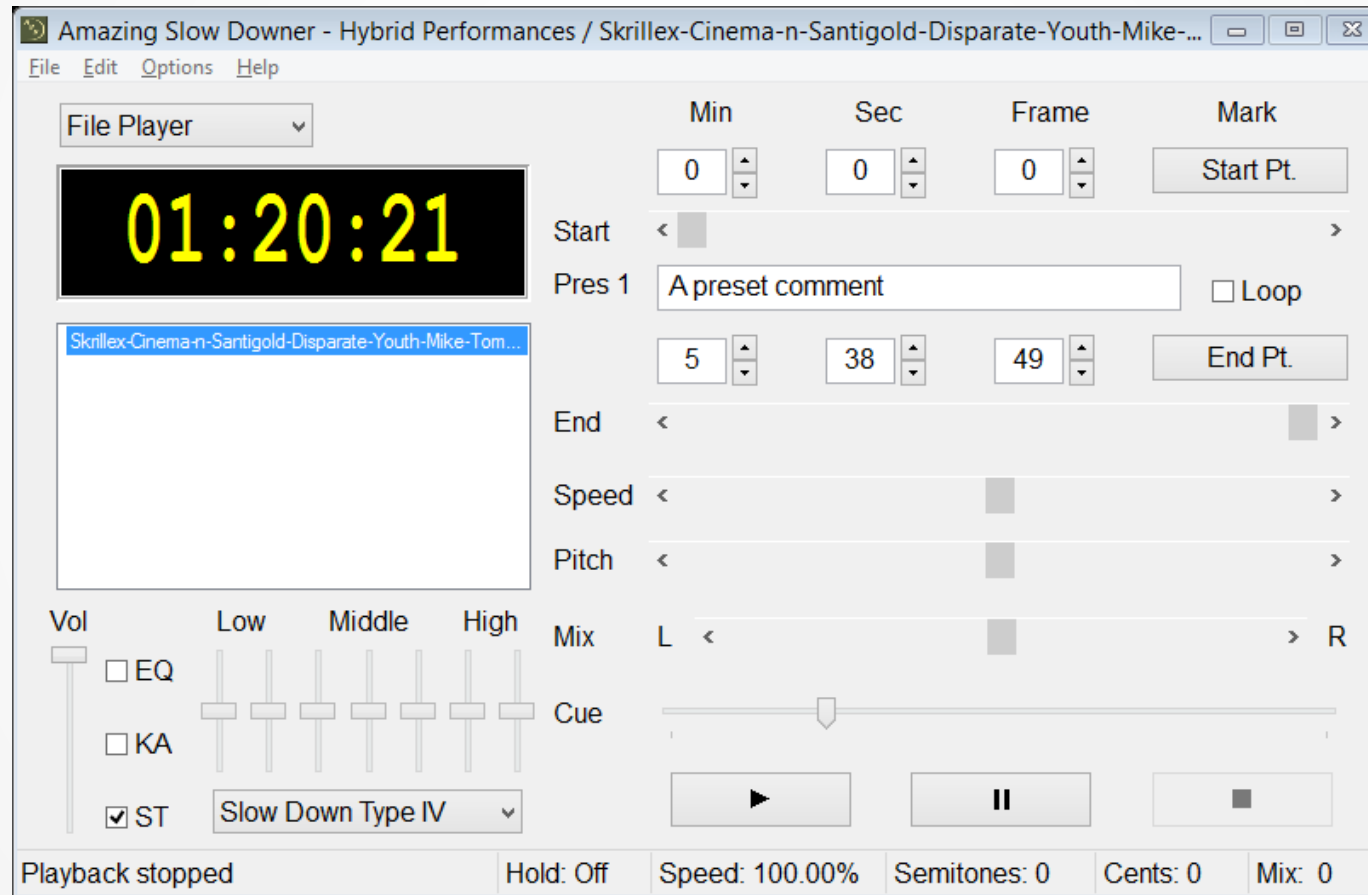 Amazing Slow Downer - Hybrid Performances / Skrillex-Cinema-n-Santigold-Disparate-Youth-Mike-...
File Edit Options Help
File Player
Min Sec Frame Mark
0 0 0 Start Pt.
01:20:21
Start
Pres 1 A preset comment Loop
Skrillex-Cinema-n-Santigold-Disparate-Youth-Mike-Tom...
5 38 49 End Pt.
End
Speed
Pitch
Vol Low Middle High
Mix L R
EQ
Cue
KA
ST Slow Down Type IV
Playback stopped Hold: Off Speed: 100.00% Semitones: 0 Cents: 0 Mix: 0